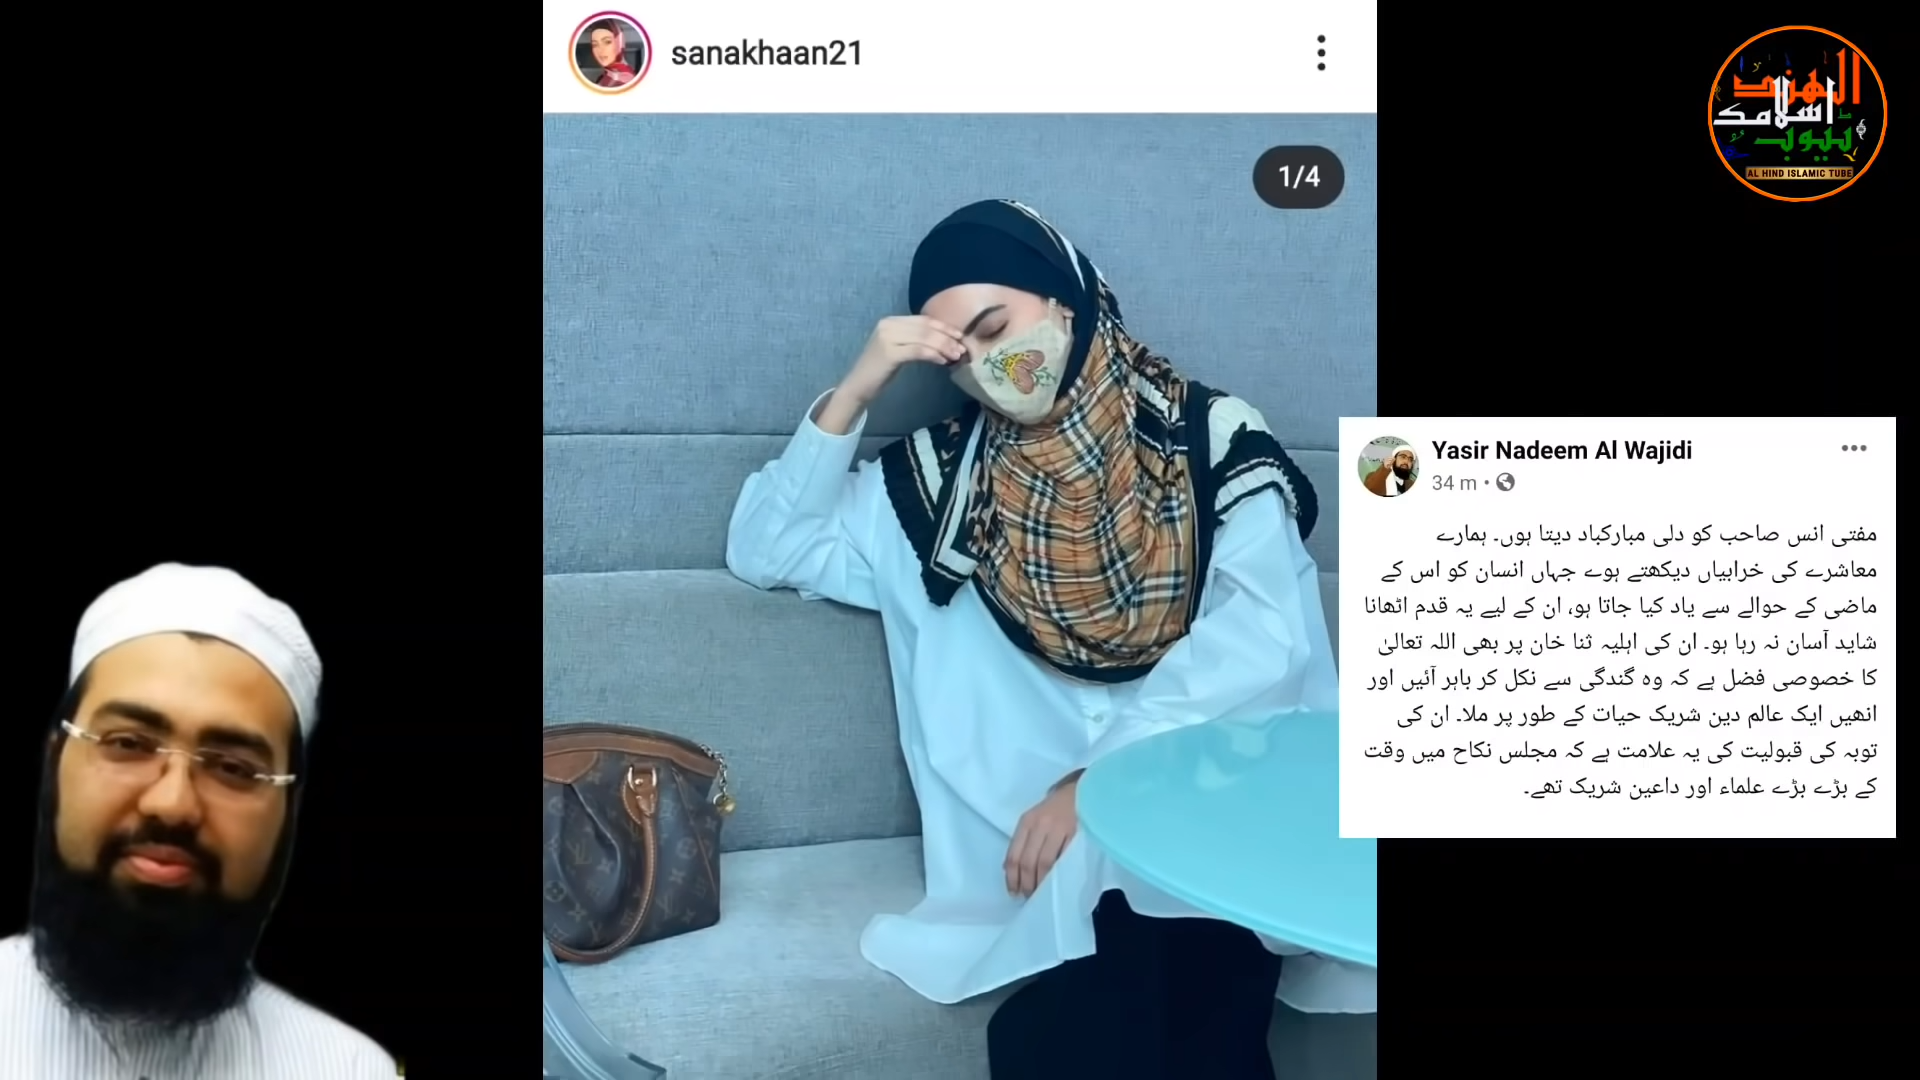 sanakhaan21
1/4
الهند
اسلامک
ٹیوب
AL HIND ISLAMIC TUBE
Yasir Nadeem Al Wajidi
34 m
مفتی انس صاحب کو دلی مبارکباد دیتا ہوں۔ ہمارے
معاشرے کی خرابیاں دیکھتے ہوے جہاں انسان کو اس کے
ماضی کے حوالے سے یاد کیا جاتا ہو، ان کے لیے یہ قدم اٹھانا
شاید آسان نہ رہا ہو۔ ان کی اہلیہ ثنا خان پر بھی اللہ تعالیٰ
کا خصوصی فضل ہے کہ وہ گندگی سے نکل کر باہر آئیں اور
انھیں ایک عالم دین شریک حیات کے طور پر ملا۔ ان کی
توبہ کی قبولیت کی یہ علامت ہے کہ مجلس نکاح میں وقت
کے بڑے بڑے علماء اور داعین شریک تھے۔